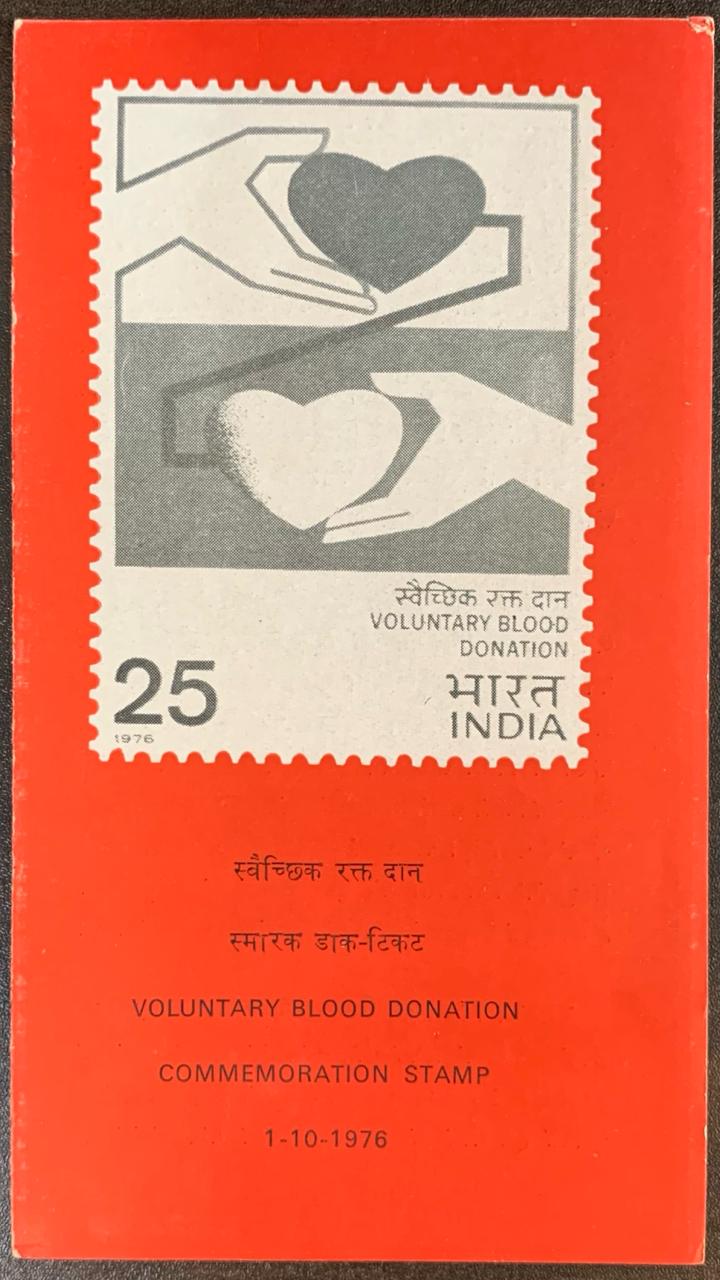 स्वैच्छिक रक्त दान
VOLUNTARY BLOOD
DONATION
25
1976
भारत
INDIA
स्वैच्छिक रक्त दान
स्मारक डाक-टिकट
VOLUNTARY BLOOD DONATION
COMMEMORATION STAMP
1-10-1976